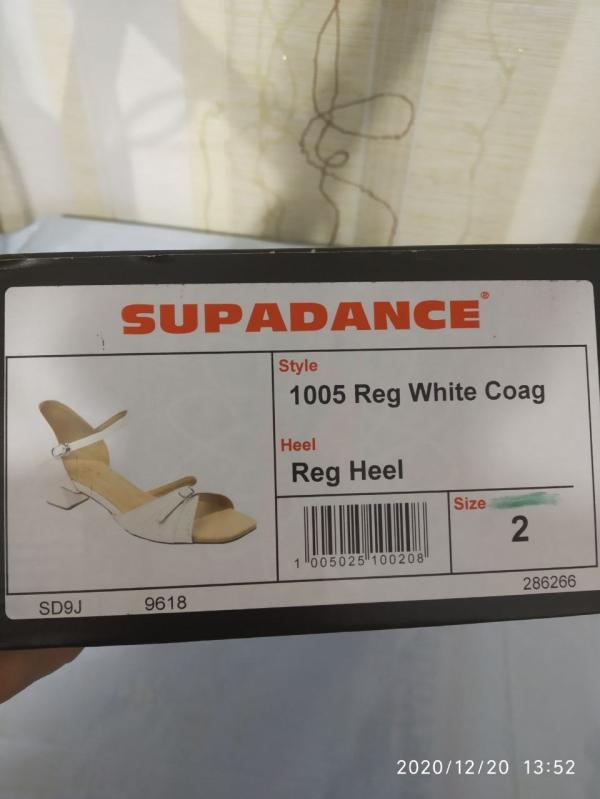 SUPADANCE®
Style
1005 Reg White Coag
Heel
Reg Heel
Size
2
1 005025 100208
SD9J 9618 286266
2020/12/20 13:52